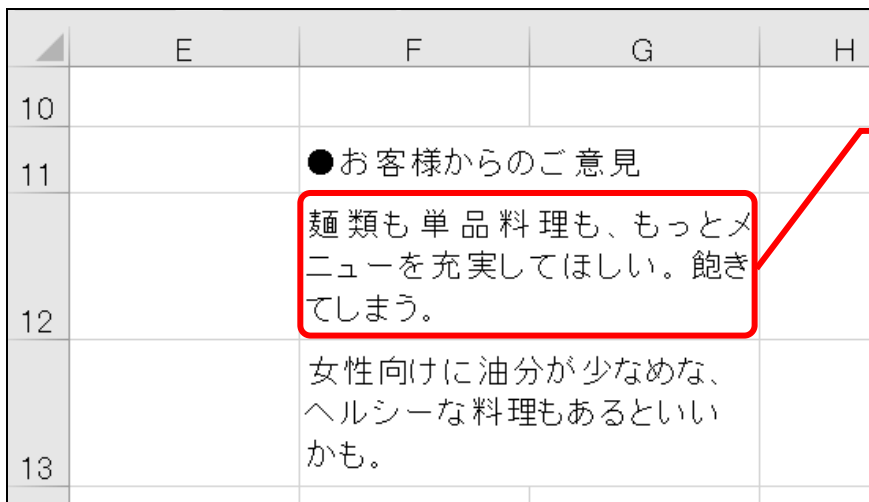 E F G H
10
11 ●お客様からのご意見
麺類も単品料理も、もっとメ
ニューを充実してほしい。飽き
12 てしまう。
女性向けに油分が少なめな、
ヘルシーな料理もあるといい
13 かも。